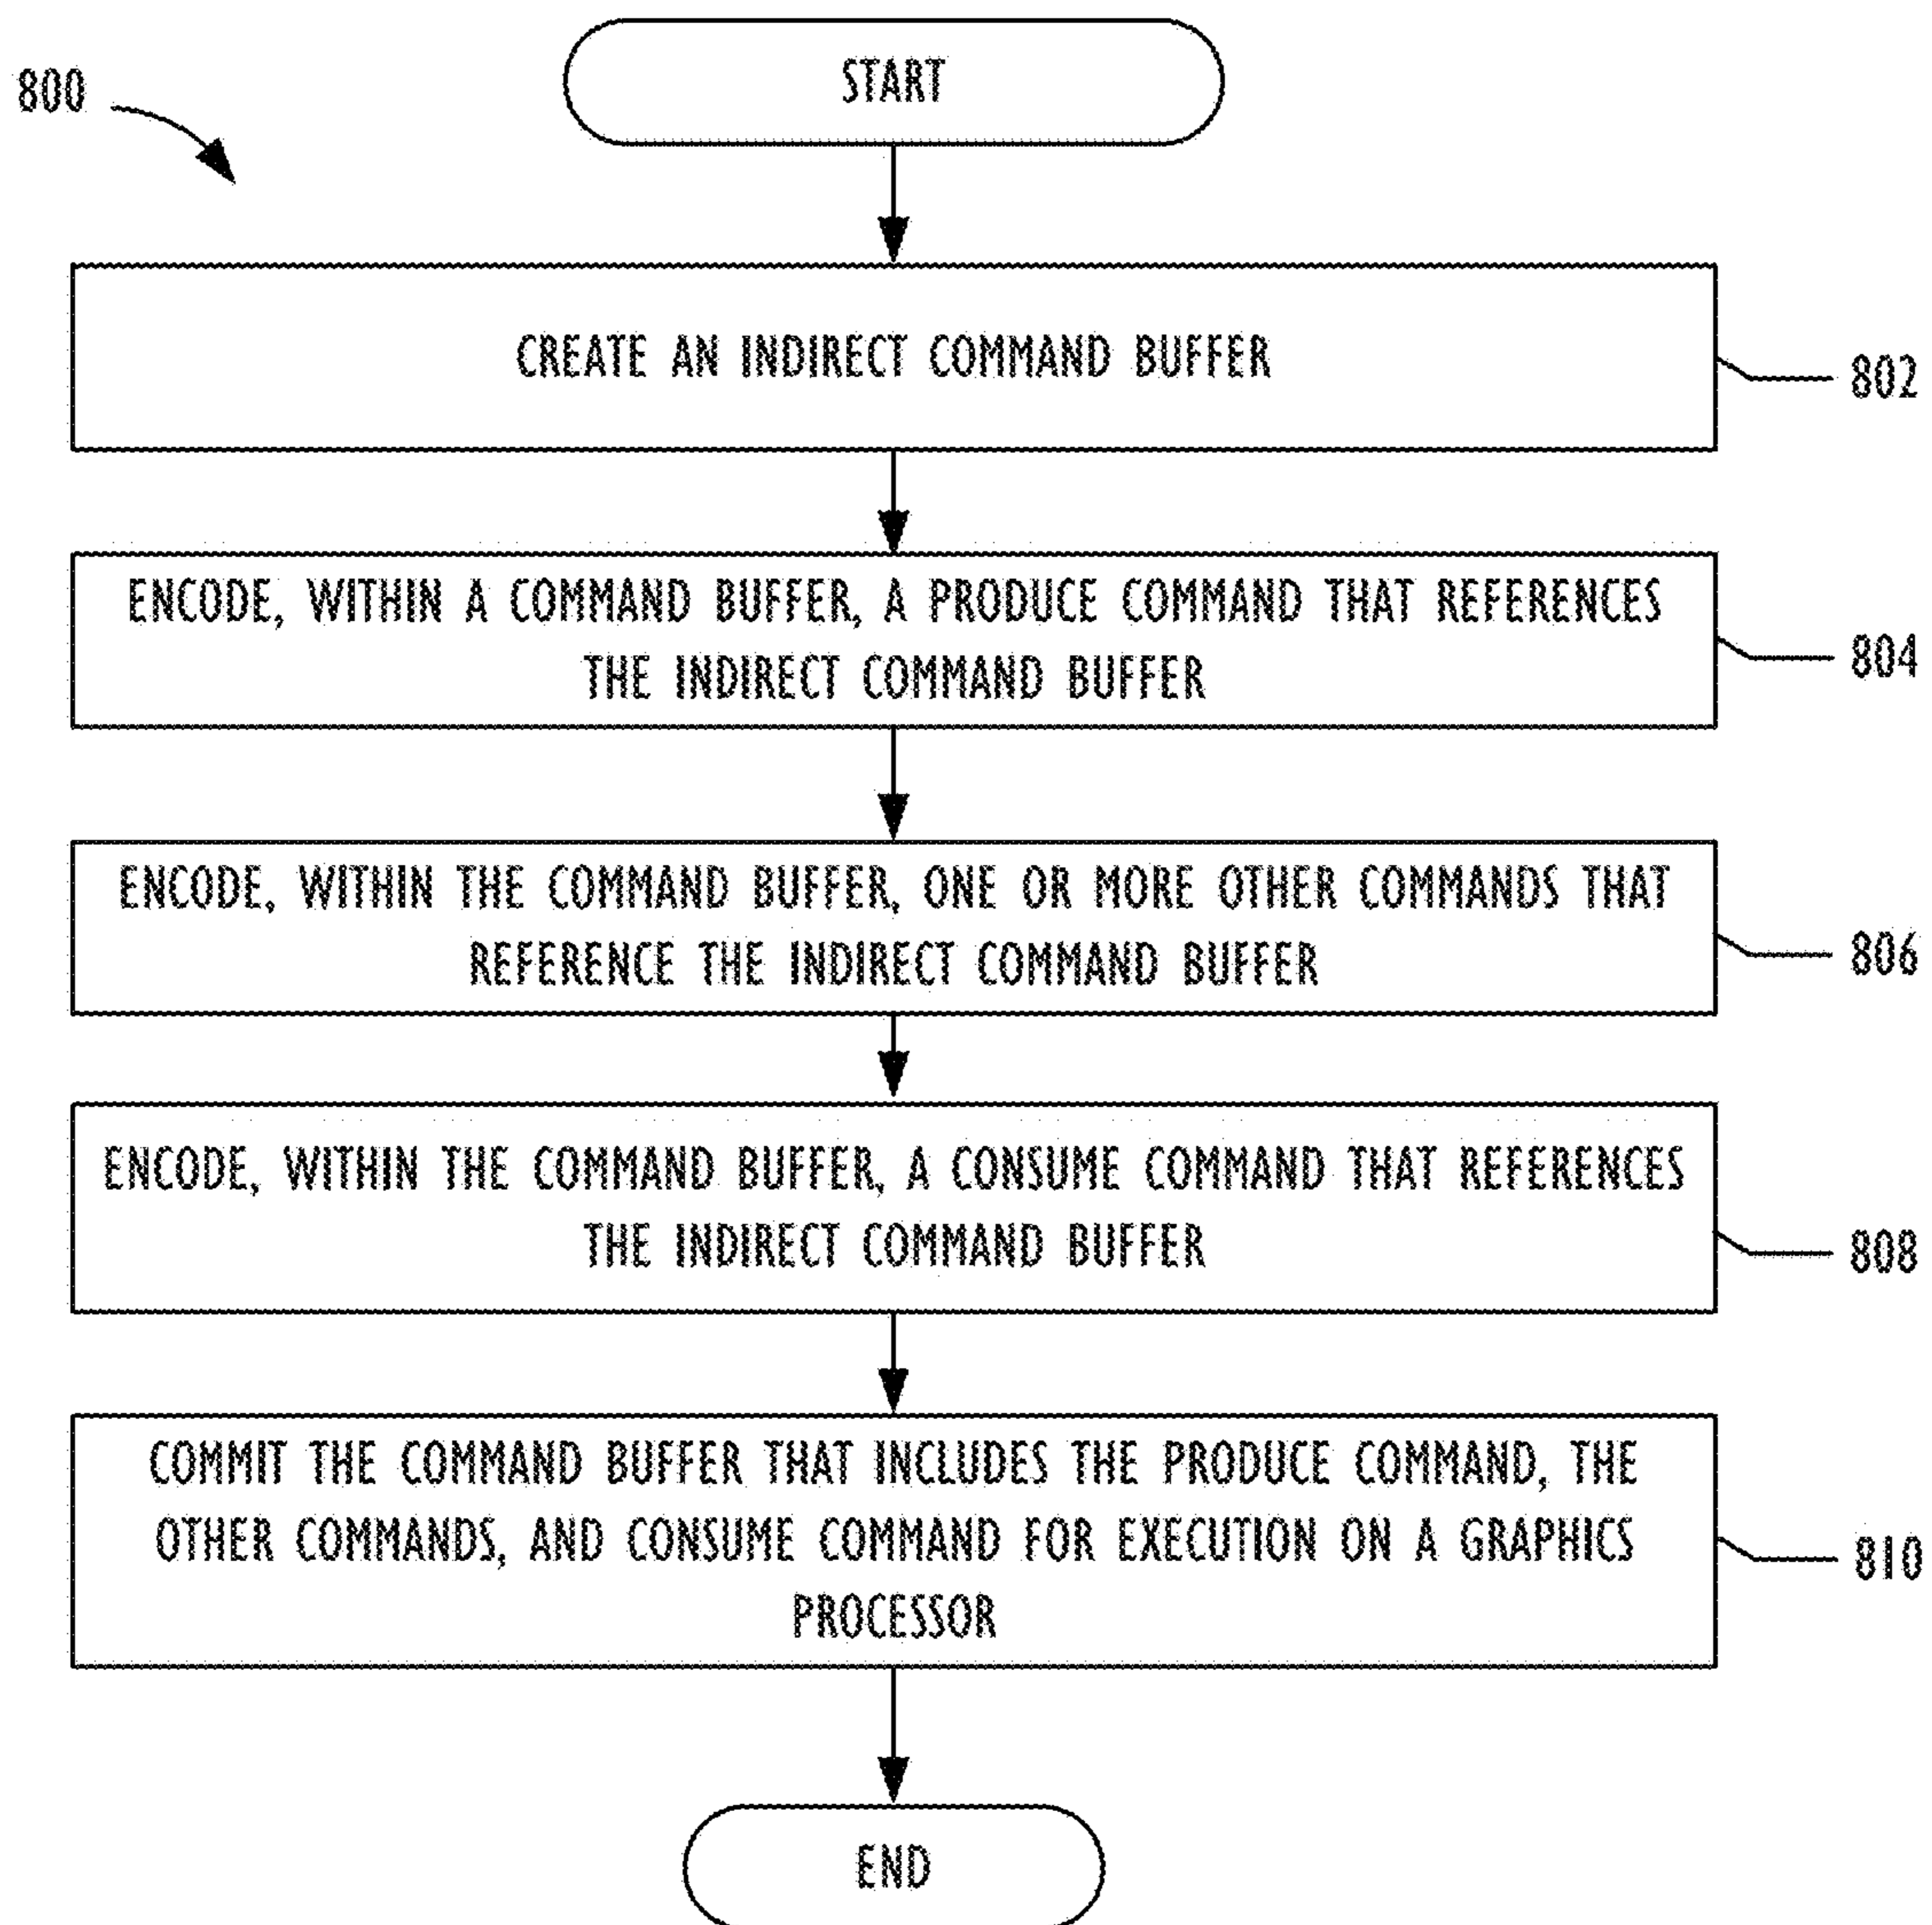 800
START
CREATE AN INDIRECT COMMAND BUFFER
802
ENCODE, WITHIN A COMMAND BUFFER, A PRODUCE COMMAND THAT REFERENCES
THE INDIRECT COMMAND BUFFER
804
ENCODE, WITHIN THE COMMAND BUFFER, ONE OR MORE OTHER COMMANDS THAT
REFERENCE THE INDIRECT COMMAND BUFFER
806
ENCODE, WITHIN THE COMMAND BUFFER, A CONSUME COMMAND THAT REFERENCES
THE INDIRECT COMMAND BUFFER
808
COMMIT THE COMMAND BUFFER THAT INCLUDES THE PRODUCE COMMAND, THE
OTHER COMMANDS, AND CONSUME COMMAND FOR EXECUTION ON A GRAPHICS
PROCESSOR
810
END